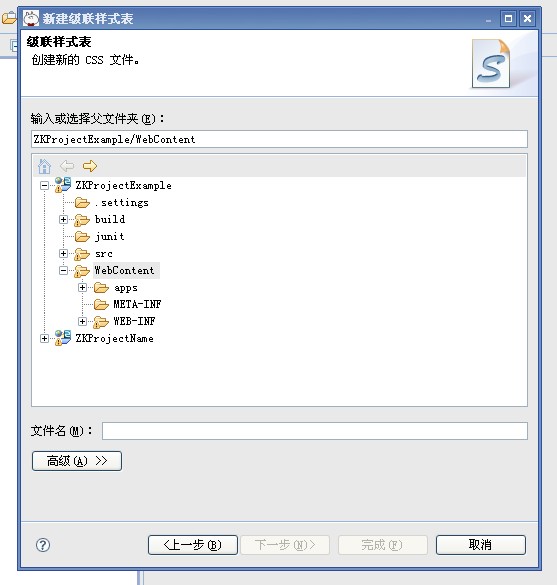 新建级联样式表
级联样式表
创建新的 CSS 文件。
输入或选择父文件夹(E)：
ZKProjectExample/WebContent
ZKProjectExample
.settings
build
junit
src
WebContent
apps
META-INF
WEB-INF
ZKProjectName
文件名(M)：
高级(A) >>
<上一步(B) 下一步(N)> 完成(F) 取消